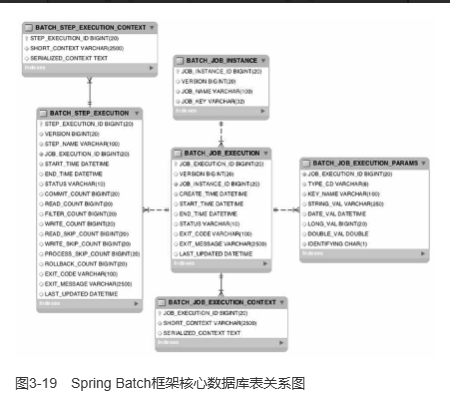 BATCH_STEP_EXECUTION_CONTEXT
STEP_EXECUTION_ID BIGINT(20)
SHORT_CONTEXT VARCHAR(2500)
SERIALIZED_CONTEXT TEXT
Indexes
BATCH_JOB_INSTANCE
JOB_INSTANCE_ID BIGINT(20)
VERSION BIGINT(20)
JOB_NAME VARCHAR(100)
JOB_KEY VARCHAR(32)
Indexes
BATCH_STEP_EXECUTION
STEP_EXECUTION_ID BIGINT(20)
VERSION BIGINT(20)
STEP_NAME VARCHAR(100)
JOB_EXECUTION_ID BIGINT(20)
START_TIME DATETIME
END_TIME DATETIME
STATUS VARCHAR(10)
COMMIT_COUNT BIGINT(20)
READ_COUNT BIGINT(20)
FILTER_COUNT BIGINT(20)
WRITE_COUNT BIGINT(20)
READ_SKIP_COUNT BIGINT(20)
WRITE_SKIP_COUNT BIGINT(20)
PROCESS_SKIP_COUNT BIGINT(20)
ROLLBACK_COUNT BIGINT(20)
EXIT_CODE VARCHAR(100)
EXIT_MESSAGE VARCHAR(2500)
LAST_UPDATED DATETIME
Indexes
BATCH_JOB_EXECUTION
JOB_EXECUTION_ID BIGINT(20)
VERSION BIGINT(20)
JOB_INSTANCE_ID BIGINT(20)
CREATE_TIME DATETIME
START_TIME DATETIME
END_TIME DATETIME
STATUS VARCHAR(10)
EXIT_CODE VARCHAR(100)
EXIT_MESSAGE VARCHAR(2500)
LAST_UPDATED DATETIME
Indexes
BATCH_JOB_EXECUTION_PARAMS
JOB_EXECUTION_ID BIGINT(20)
TYPE_CD VARCHAR(6)
KEY_NAME VARCHAR(100)
STRING_VAL VARCHAR(250)
DATE_VAL DATETIME
LONG_VAL BIGINT(20)
DOUBLE_VAL DOUBLE
IDENTIFYING CHAR(1)
Indexes
BATCH_JOB_EXECUTION_CONTEXT
JOB_EXECUTION_ID BIGINT(20)
SHORT_CONTEXT VARCHAR(2500)
SERIALIZED_CONTEXT TEXT
Indexes
图3-19 Spring Batch框架核心数据库表关系图